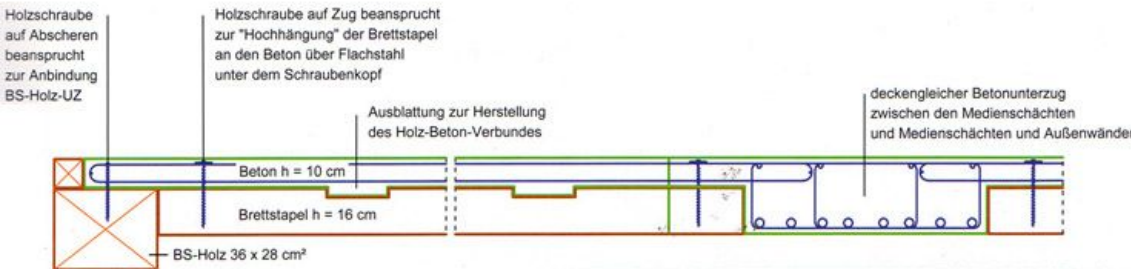 Holzschraube
auf Abscheren
beansprucht
zur Anbindung
BS-Holz-UZ
Holzschraube auf Zug beansprucht
zur "Hochhängung" der Brettstapel
an den Beton über Flachstahl
unter dem Schraubenkopf
Ausblattung zur Herstellung
des Holz-Beton-Verbundes
deckengleicher Betonunterzug
zwischen den Medienschächten
und Medienschächten und Außenwänden
Beton h = 10 cm
Brettstapel h = 16 cm
BS-Holz 36 x 28 cm²